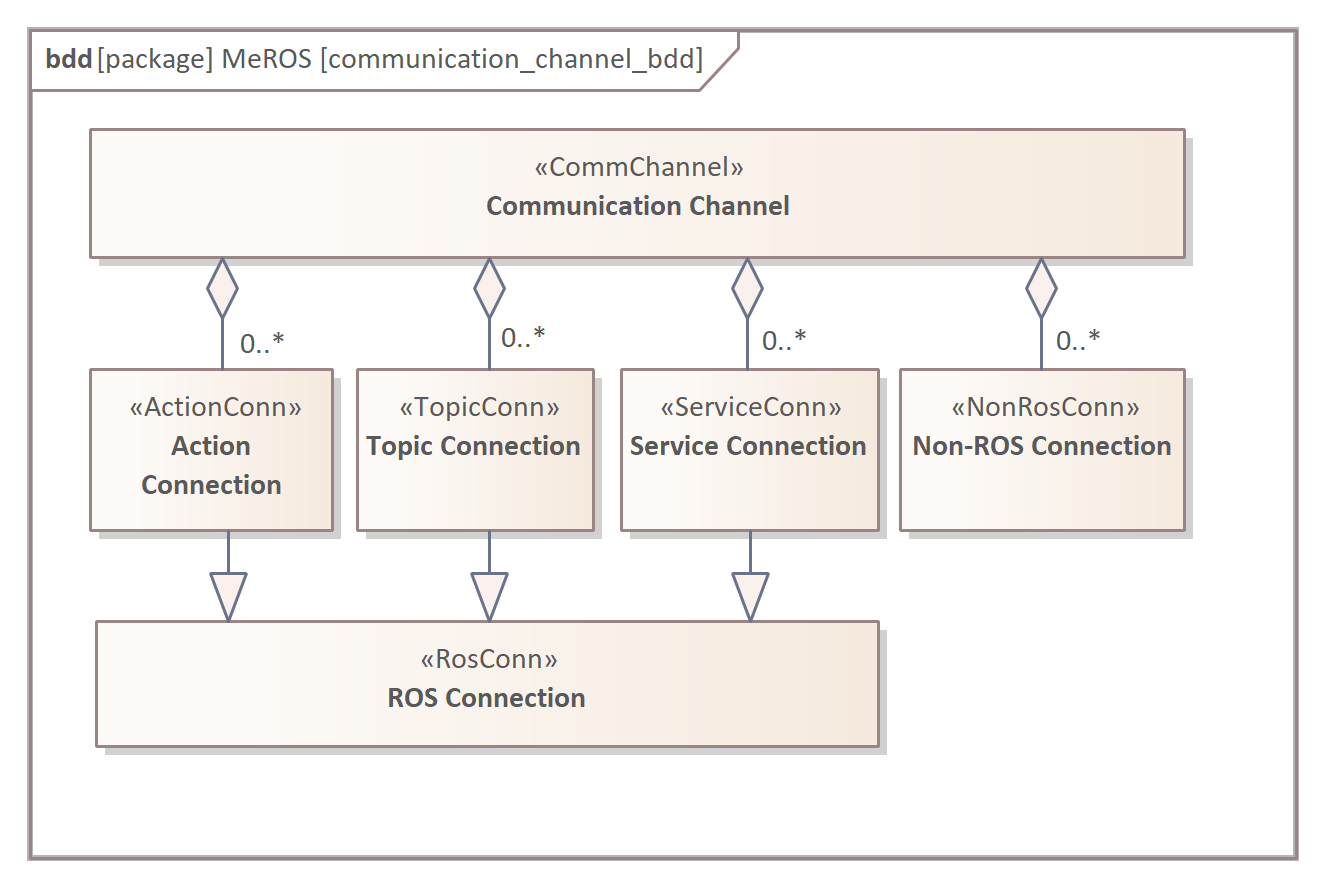 bdd [package] MeROS [communication_channel_bdd]
«CommChannel»
Communication Channel
0..*
0..*
0..*
0..*
«ActionConn»
Action
Connection
«TopicConn»
Topic Connection
«ServiceConn»
Service Connection
«NonRosConn»
Non-ROS Connection
«RosConn»
ROS Connection